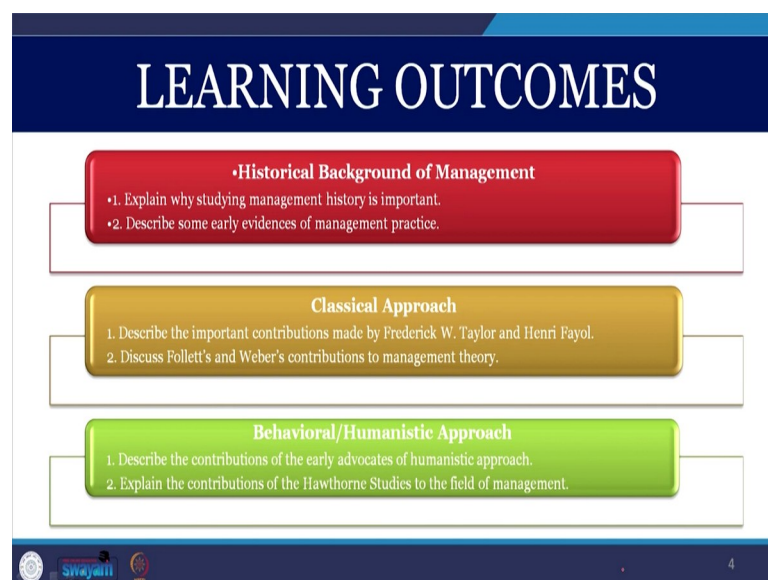 LEARNING OUTCOMES
•Historical Background of Management
•1. Explain why studying management history is important.
•2. Describe some early evidences of management practice.
Classical Approach
1. Describe the important contributions made by Frederick W. Taylor and Henri Fayol.
2. Discuss Follett's and Weber's contributions to management theory.
Behavioral/Humanistic Approach
1. Describe the contributions of the early advocates of humanistic approach.
2. Explain the contributions of the Hawthorne Studies to the field of management.
swayam
4